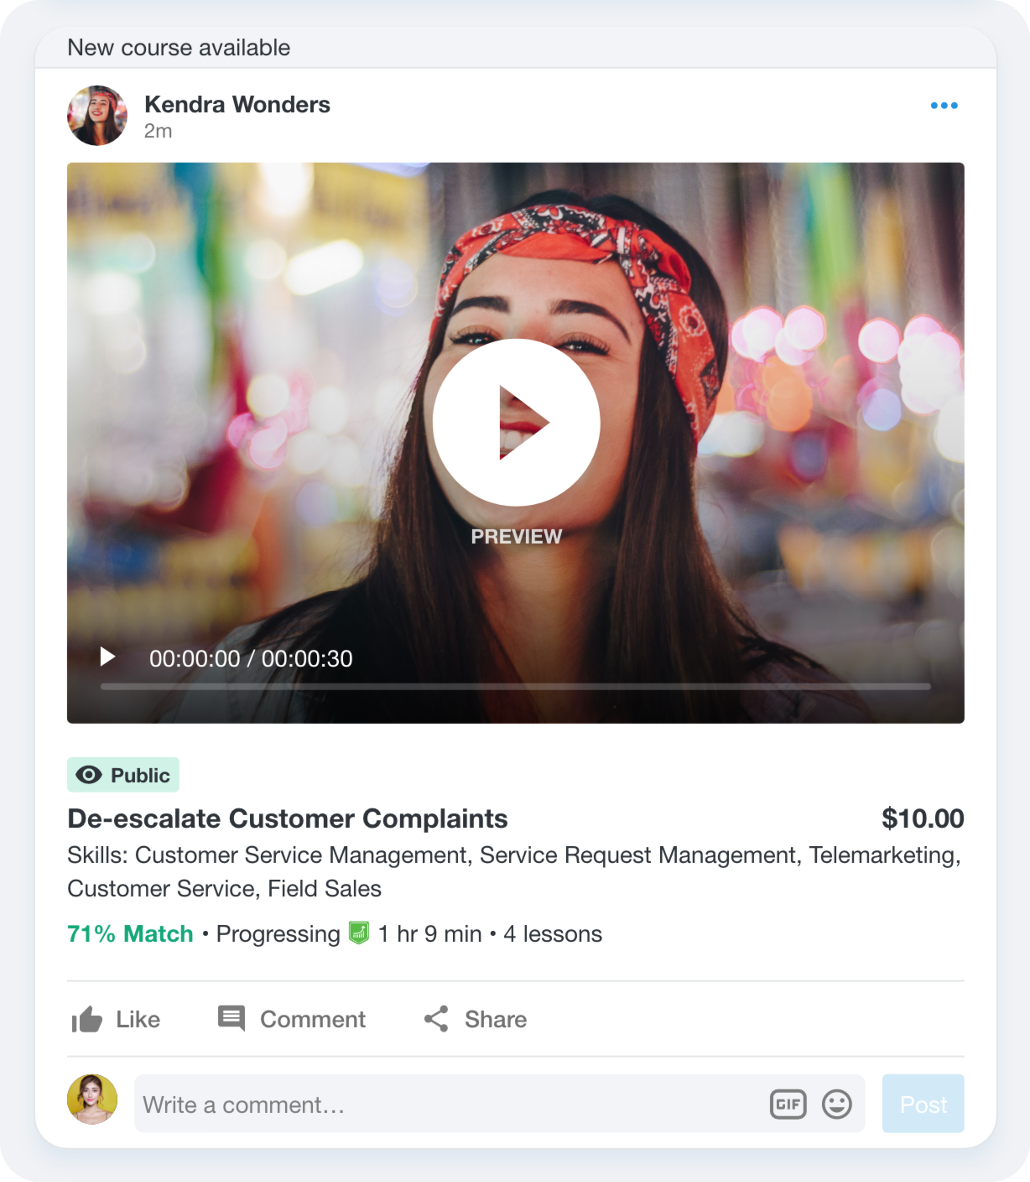 New course available
Kendra Wonders
2m
PREVIEW
00:00:00 / 00:00:30
Public
De-escalate Customer Complaints $10.00
Skills: Customer Service Management, Service Request Management, Telemarketing,
Customer Service, Field Sales
71% Match • Progressing 1 hr 9 min • 4 lessons
Like Comment Share
Write a comment... GIF Post